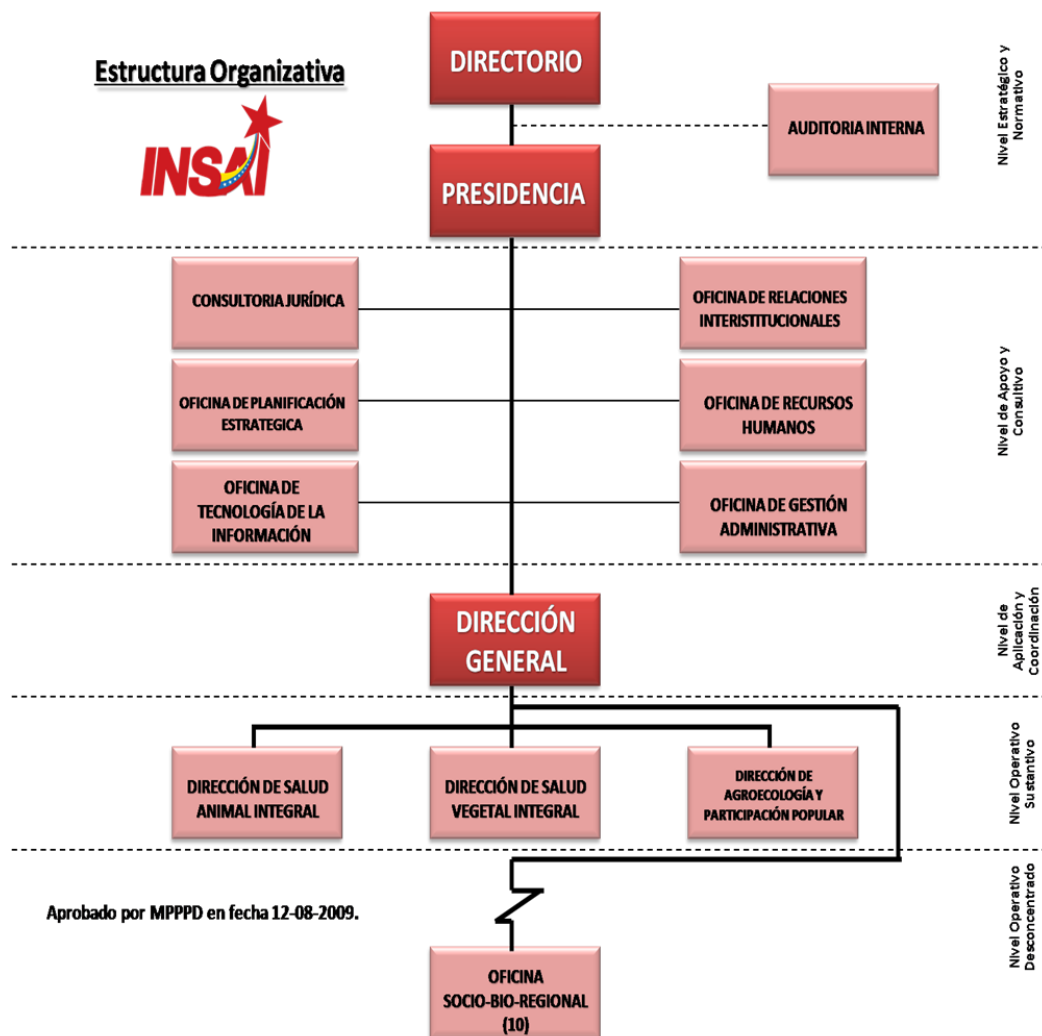 Estructura Organizativa
INSAI
DIRECTORIO
AUDITORIA INTERNA
PRESIDENCIA
Nivel Estratégico y
Normativo
CONSULTORIA JURÍDICA
OFICINA DE RELACIONES
INTERISTITUCIONALES
OFICINA DE PLANIFICACIÓN
ESTRATEGICA
OFICINA DE RECURSOS
HUMANOS
OFICINA DE
TECNOLOGÍA DE LA
INFORMACIÓN
OFICINA DE GESTIÓN
ADMINISTRATIVA
Nivel de Apoyo y
Consultivo
DIRECCIÓN
GENERAL
Nivel de
Aplicación y
Coordinación
DIRECCIÓN DE SALUD
ANIMAL INTEGRAL
DIRECCIÓN DE SALUD
VEGETAL INTEGRAL
DIRECCIÓN DE
AGROECOLOGÍA Y
PARTICIPACIÓN POPULAR
Nivel Operativo
Sustantivo
Aprobado por MPPPD en fecha 12-08-2009.
OFICINA
SOCIO-BIO-REGIONAL
(10)
Nivel Operativo
Desconcentrado